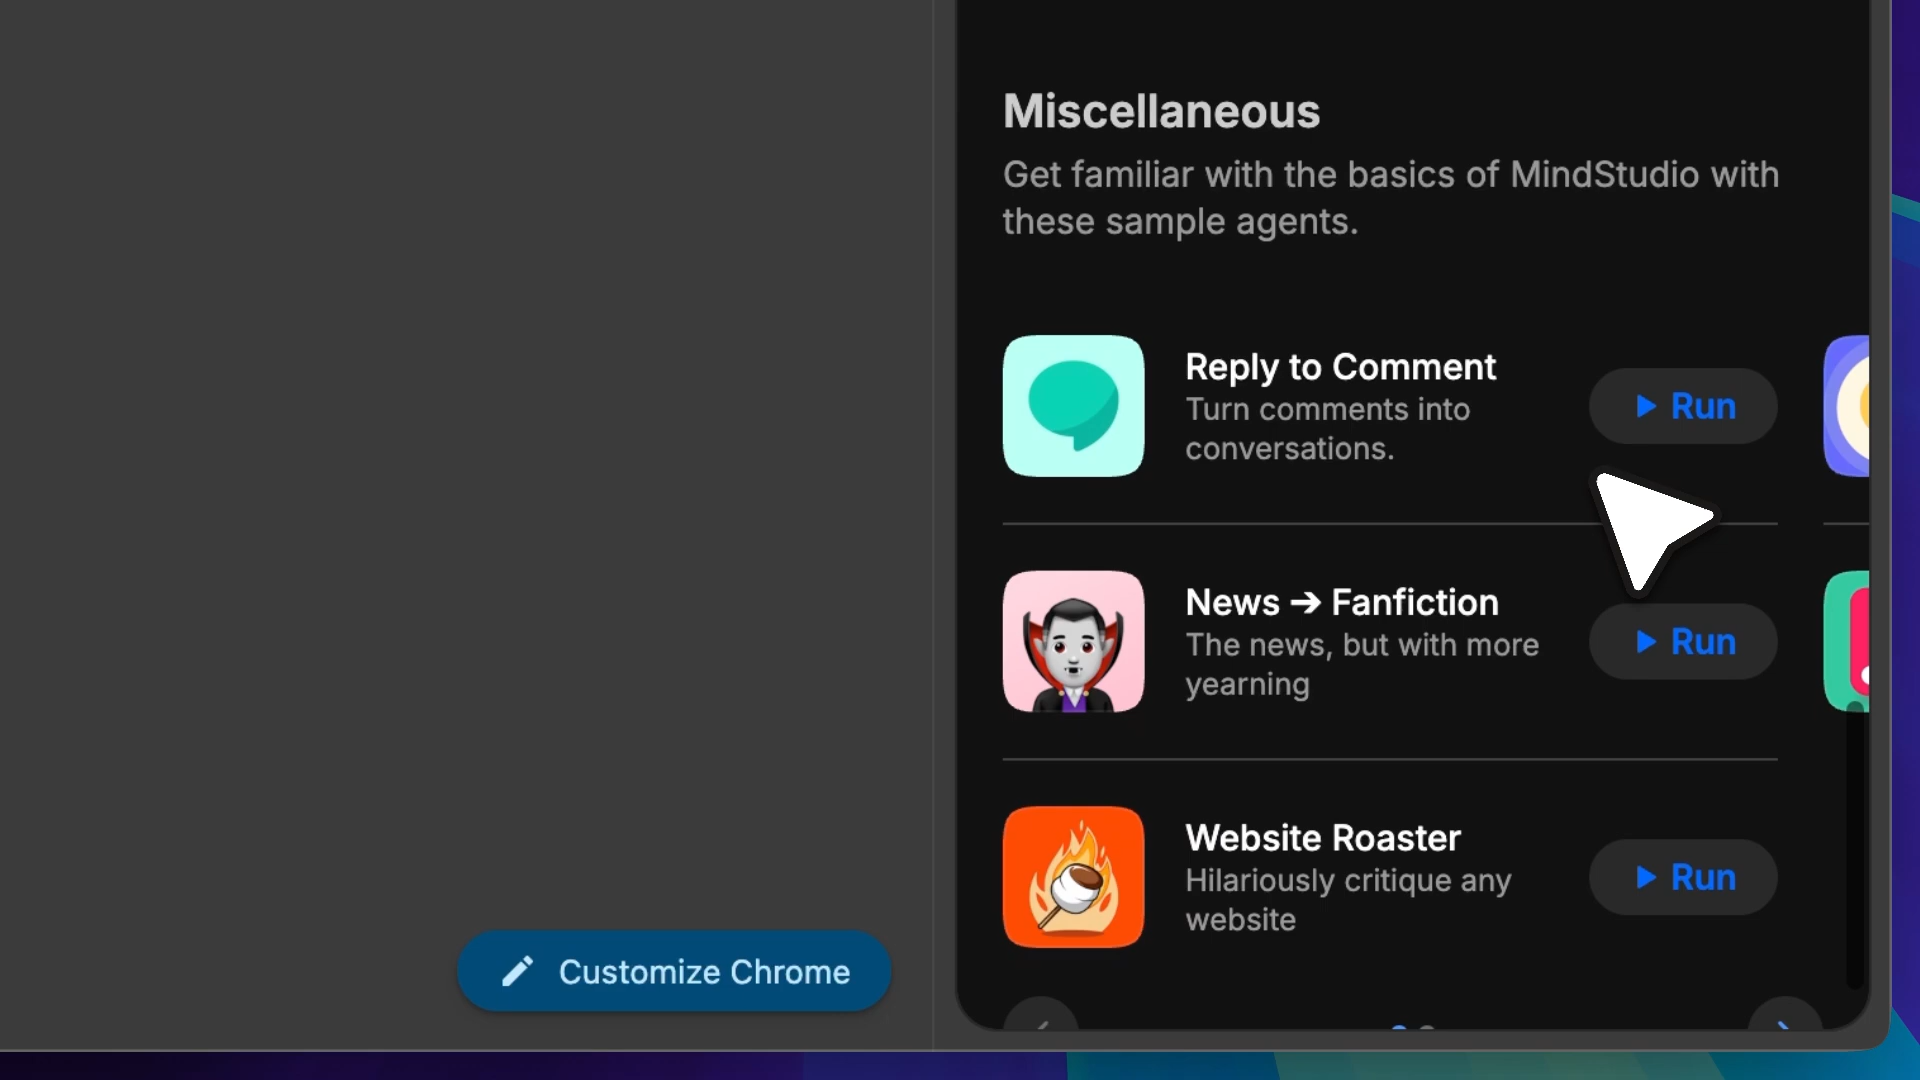 Miscellaneous
Get familiar with the basics of MindStudio with
these sample agents.
Reply to Comment
Turn comments into
conversations.
Run
News ➔ Fanfiction
The news, but with more
yearning
Run
Website Roaster
Hilariously critique any
website
Run
Customize Chrome